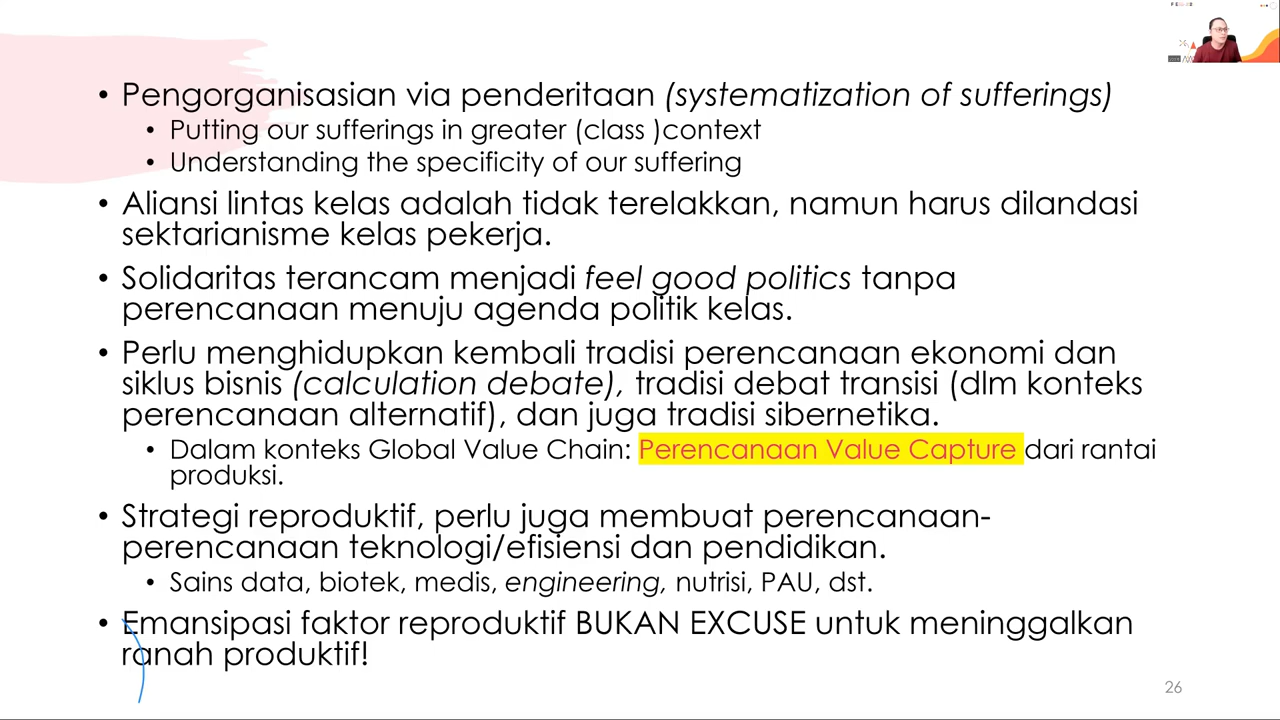 • Pengorganisasian via penderitaan (systematization of sufferings)
• Putting our sufferings in greater (class )context
• Understanding the specificity of our suffering
• Aliansi lintas kelas adalah tidak terelakkan, namun harus dilandasi
sektarianisme kelas pekerja.
• Solidaritas terancam menjadi feel good politics tanpa
perencanaan menuju agenda politik kelas.
• Perlu menghidupkan kembali tradisi perencanaan ekonomi dan
siklus bisnis (calculation debate), tradisi debat transisi (dlm konteks
perencanaan alternatif), dan juga tradisi sibernetika.
• Dalam konteks Global Value Chain: Perencanaan Value Capture dari rantai
produksi.
• Strategi reproduktif, perlu juga membuat perencanaan-
perencanaan teknologi/efisiensi dan pendidikan.
• Sains data, biotek, medis, engineering, nutrisi, PAU, dst.
• Emansipasi faktor reproduktif BUKAN EXCUSE untuk meninggalkan
ranah produktif!
26